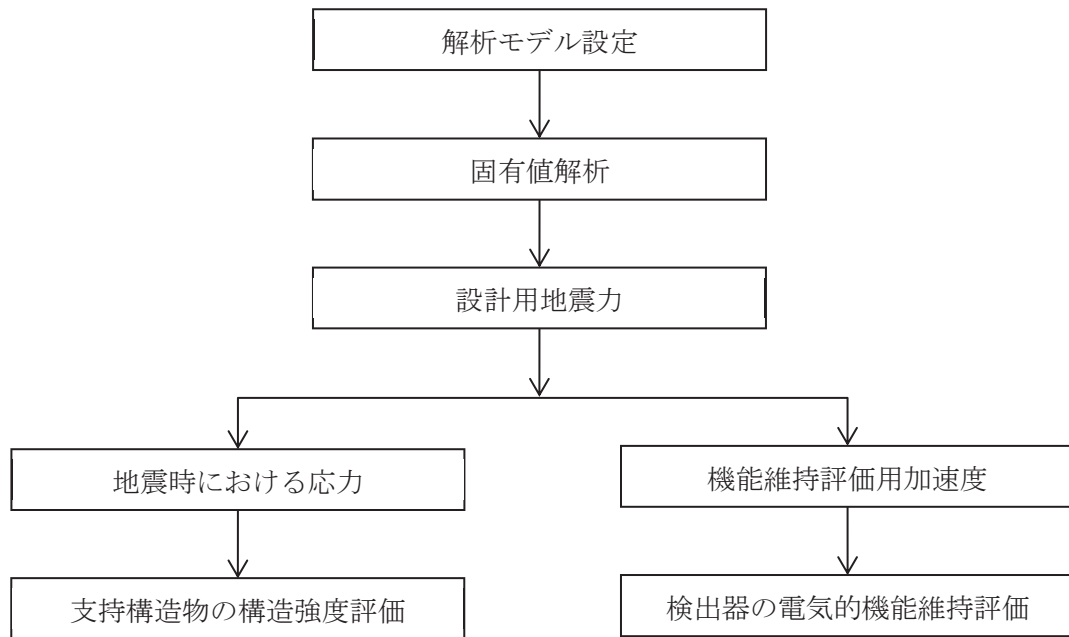 解析モデル設定
固有値解析
設計用地震力
地震時における応力
機能維持評価用加速度
支持構造物の構造強度評価
検出器の電気的機能維持評価